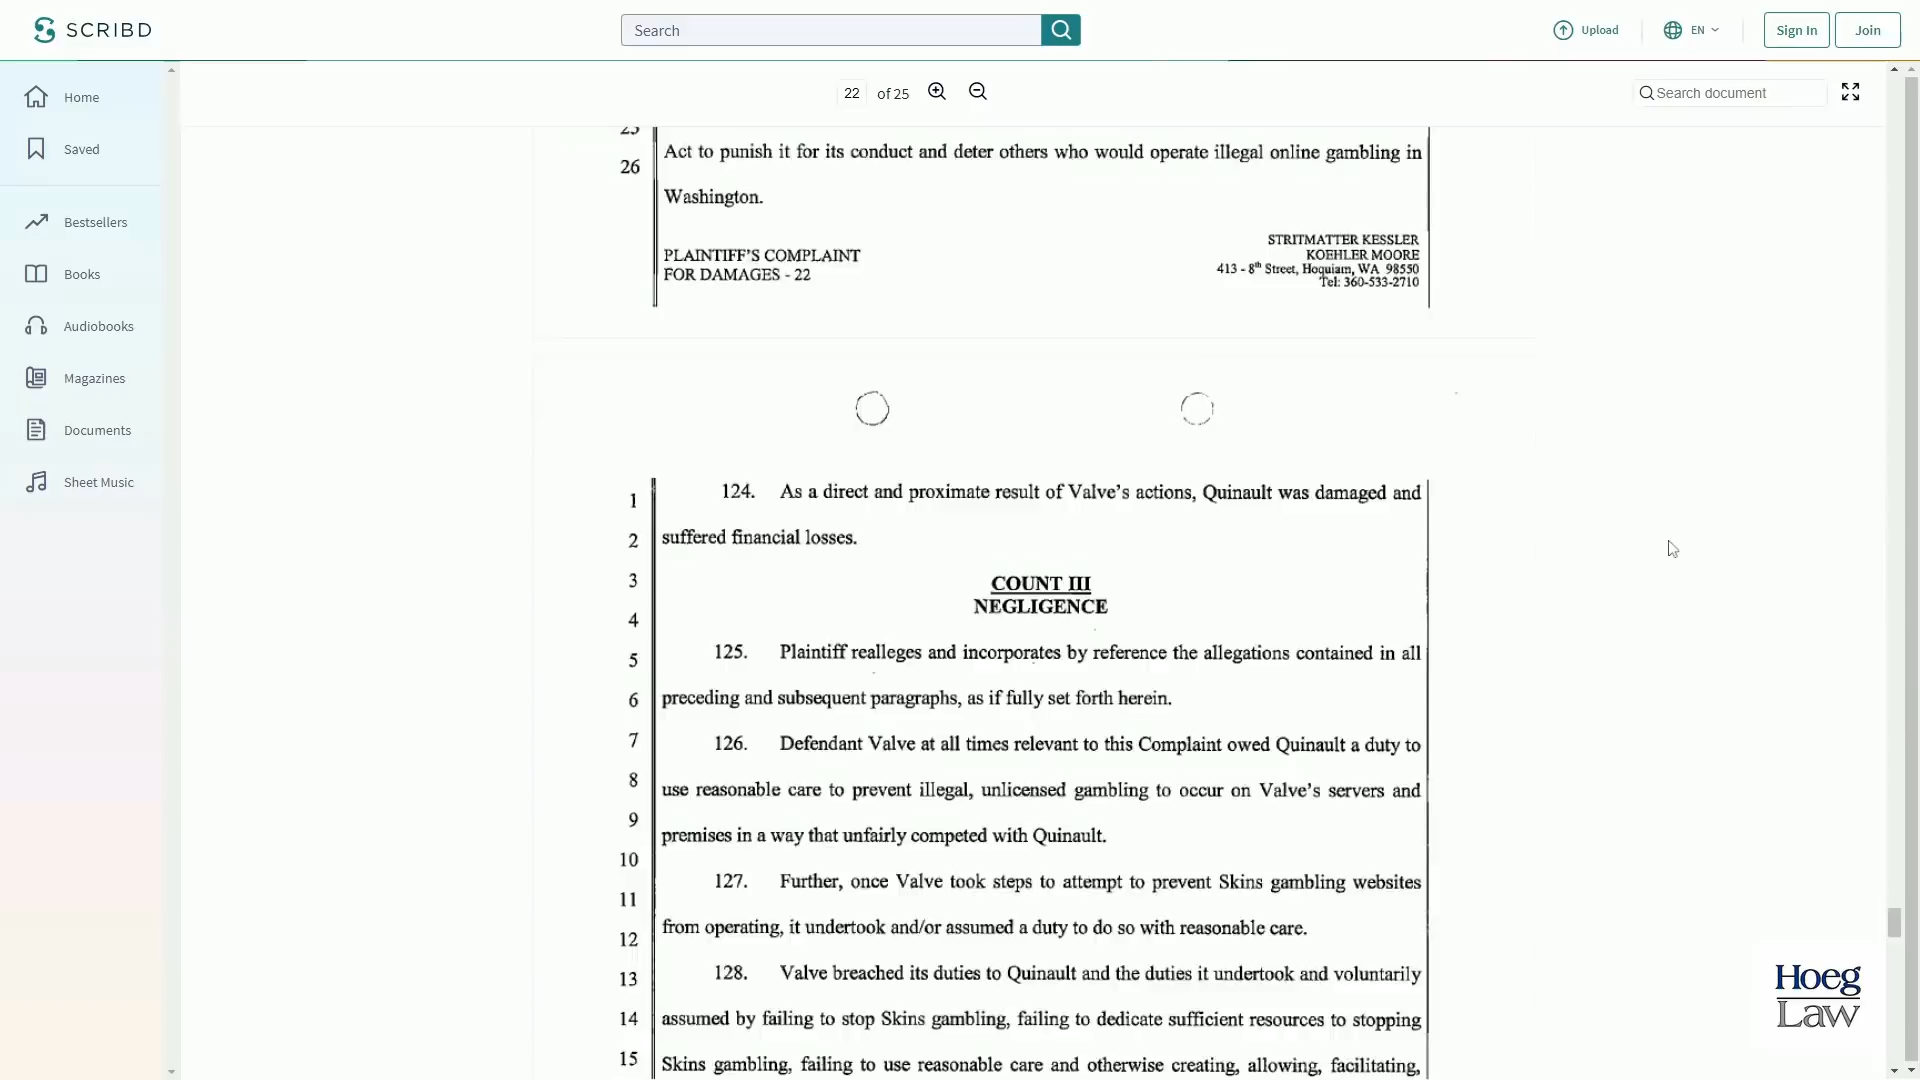 SCRIBD
Search
Upload
EN
Sign In
Join
Home
Saved
Bestsellers
Books
Audiobooks
Magazines
Documents
Sheet Music
22 of 25
Search document
25
26
Act to punish it for its conduct and deter others who would operate illegal online gambling in
Washington.
PLAINTIFF'S COMPLAINT
FOR DAMAGES - 22
STRITMATTER KESSLER
KOEHLER MOORE
413 - 8th Street, Hoquiam, WA 98550
Tel: 360-533-2710
1
2
3
4
5
6
7
8
9
10
11
12
13
14
15
124. As a direct and proximate result of Valve's actions, Quinault was damaged and
suffered financial losses.
COUNT III
NEGLIGENCE
125. Plaintiff realleges and incorporates by reference the allegations contained in all
preceding and subsequent paragraphs, as if fully set forth herein.
126. Defendant Valve at all times relevant to this Complaint owed Quinault a duty to
use reasonable care to prevent illegal, unlicensed gambling to occur on Valve's servers and
premises in a way that unfairly competed with Quinault.
127. Further, once Valve took steps to attempt to prevent Skins gambling websites
from operating, it undertook and/or assumed a duty to do so with reasonable care.
128. Valve breached its duties to Quinault and the duties it undertook and voluntarily
assumed by failing to stop Skins gambling, failing to dedicate sufficient resources to stopping
Skins gambling, failing to use reasonable care and otherwise creating, allowing, facilitating,
Hoeg
Law